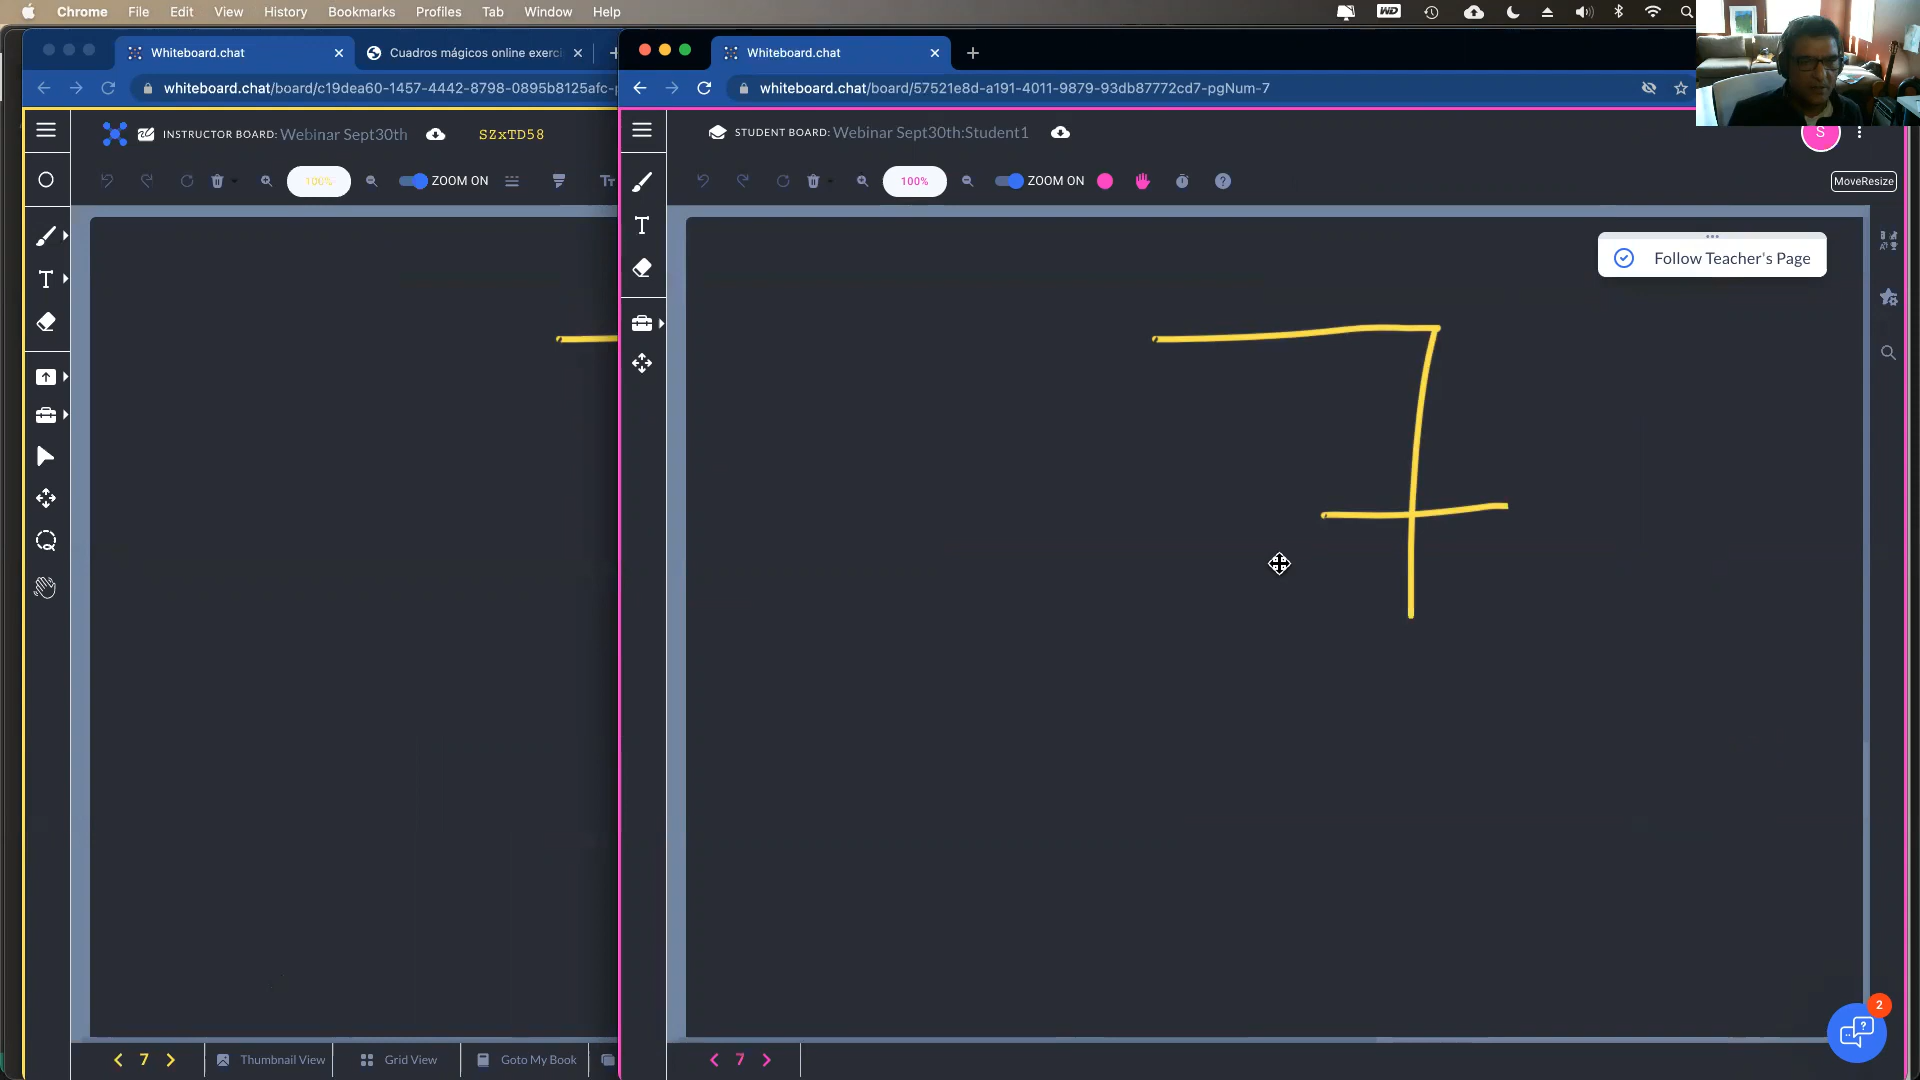 Chrome File Edit View History Bookmarks Profiles Tab Window Help
WD
Whiteboard.chat
Cuadros mágicos online exerci
Whiteboard.chat
whiteboard.chat/board/c19dea60-1457-4442-8798-0895b8125afc-p
whiteboard.chat/board/57521e8d-a191-4011-9879-93db87772cd7-pgNum-7
INSTRUCTOR BOARD: Webinar Sept30th
SZxTD58
STUDENT BOARD: Webinar Sept30th:Student1
S
100%
ZOOM ON
100%
ZOOM ON
MoveResize
Follow Teacher's Page
7
2
7
Thumbnail View
Grid View
Goto My Book
7